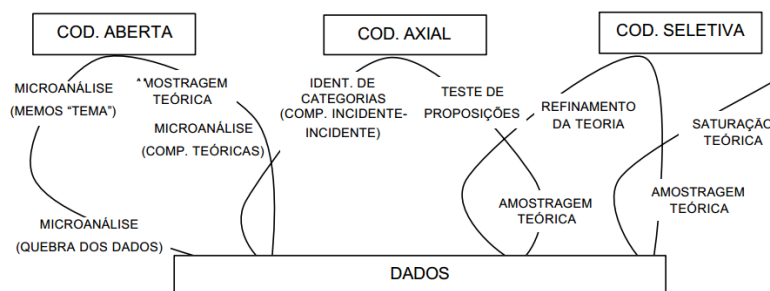 COD. ABERTA
COD. AXIAL
COD. SELETIVA
MICROANÁLISE
(MEMOS “TEMA”)
AMOSTRAGEM
TEÓRICA
MICROANÁLISE
(COMP. TEÓRICAS)
MICROANÁLISE
(QUEBRA DOS DADOS)
IDENT. DE
CATEGORIAS
(COMP. INCIDENTE-
INCIDENTE)
TESTE DE
PROPOSIÇÕES
AMOSTRAGEM
TEÓRICA
REFINAMENTO
DA TEORIA
SATURAÇÃO
TEÓRICA
AMOSTRAGEM
TEÓRICA
DADOS